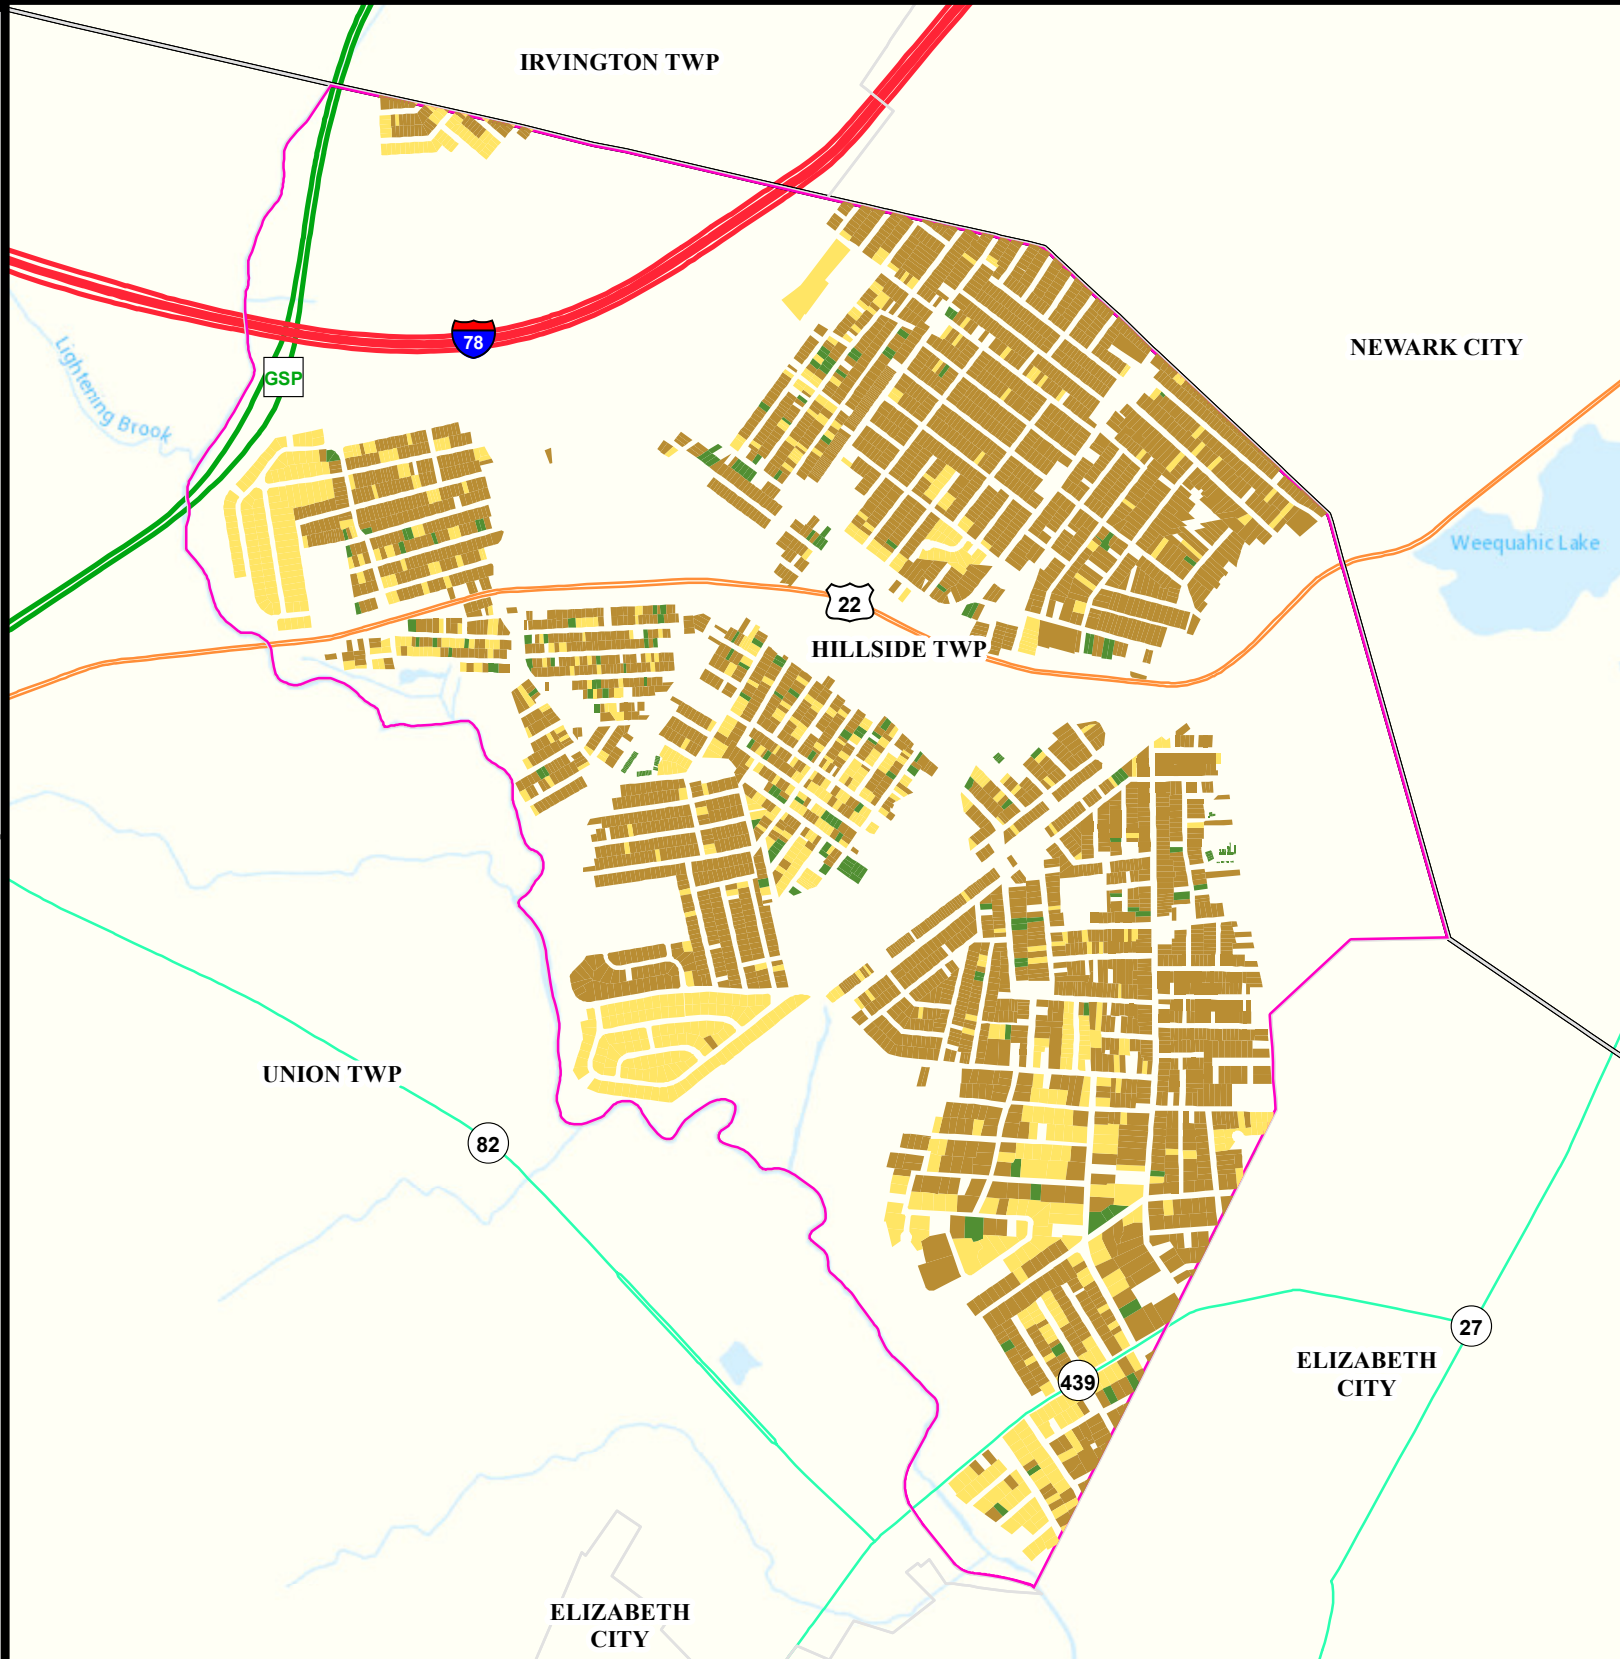 IRVINGTON TWP
78
NEWARK CITY
GSP
Lightening Brook
Weequahic Lake
22
HILLSIDE TWP
UNION TWP
82
27
ELIZABETH
CITY
439
ELIZABETH
CITY